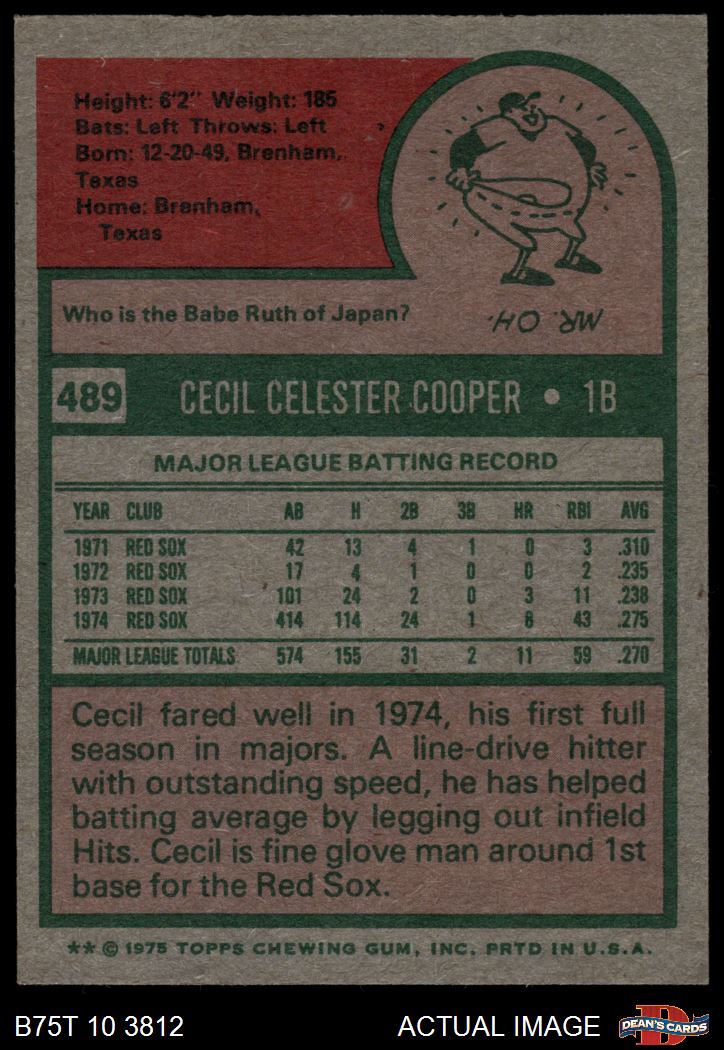 Height: 6'2" Weight: 185
Bats: Left Throws: Left
Born: 12-20-49, Brenham,
Texas
Home: Brenham,
Texas
Who is the Babe Ruth of Japan?
MR. OH.
489 CECIL CELESTER COOPER • 1B
MAJOR LEAGUE BATTING RECORD
YEAR CLUB AB H 2B 3B HR RBI AVG
1971 RED SOX 42 13 4 1 0 3 .310
1972 RED SOX 17 4 1 0 0 2 .235
1973 RED SOX 101 24 2 0 3 11 .238
1974 RED SOX 414 114 24 1 8 43 .275
MAJOR LEAGUE TOTALS 574 155 31 2 11 59 .270
Cecil fared well in 1974, his first full
season in majors. A line-drive hitter
with outstanding speed, he has helped
batting average by legging out infield
Hits. Cecil is fine glove man around 1st
base for the Red Sox.
** © 1975 TOPPS CHEWING GUM, INC. PRTD IN U.S.A.
B75T 10 3812 ACTUAL IMAGE D DEAN'S CARDS